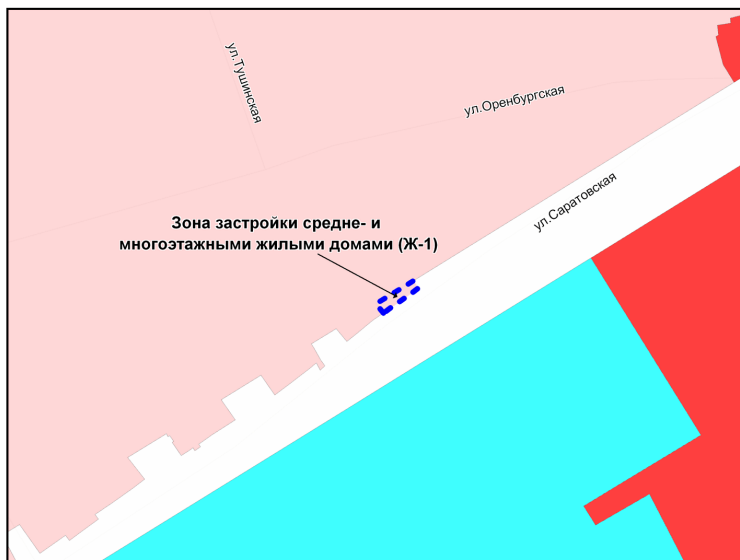 ул.Тушинская
ул.Оренбургская
ул.Саратовская
Зона застройки средне- и
многоэтажными жилыми домами (Ж-1)